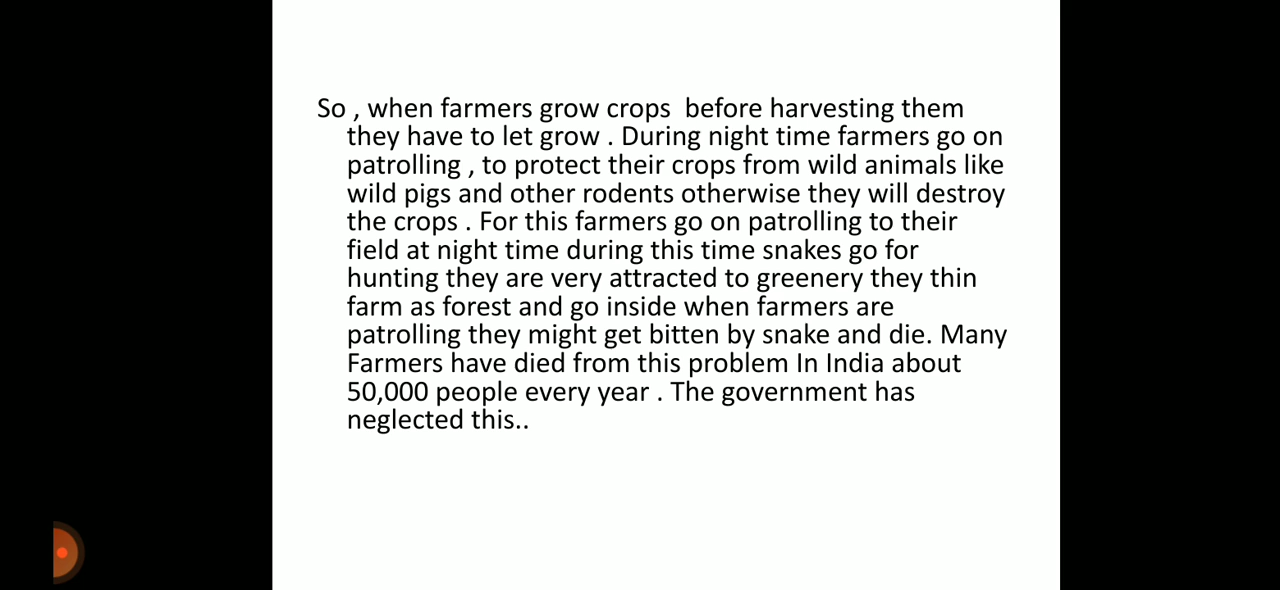 So , when farmers grow crops  before harvesting them
they have to let grow . During night time farmers go on
patrolling , to protect their crops from wild animals like
wild pigs and other rodents otherwise they will destroy
the crops . For this farmers go on patrolling to their
field at night time during this time snakes go for
hunting they are very attracted to greenery they thin
farm as forest and go inside when farmers are
patrolling they might get bitten by snake and die. Many
Farmers have died from this problem In India about
50,000 people every year . The government has
neglected this..